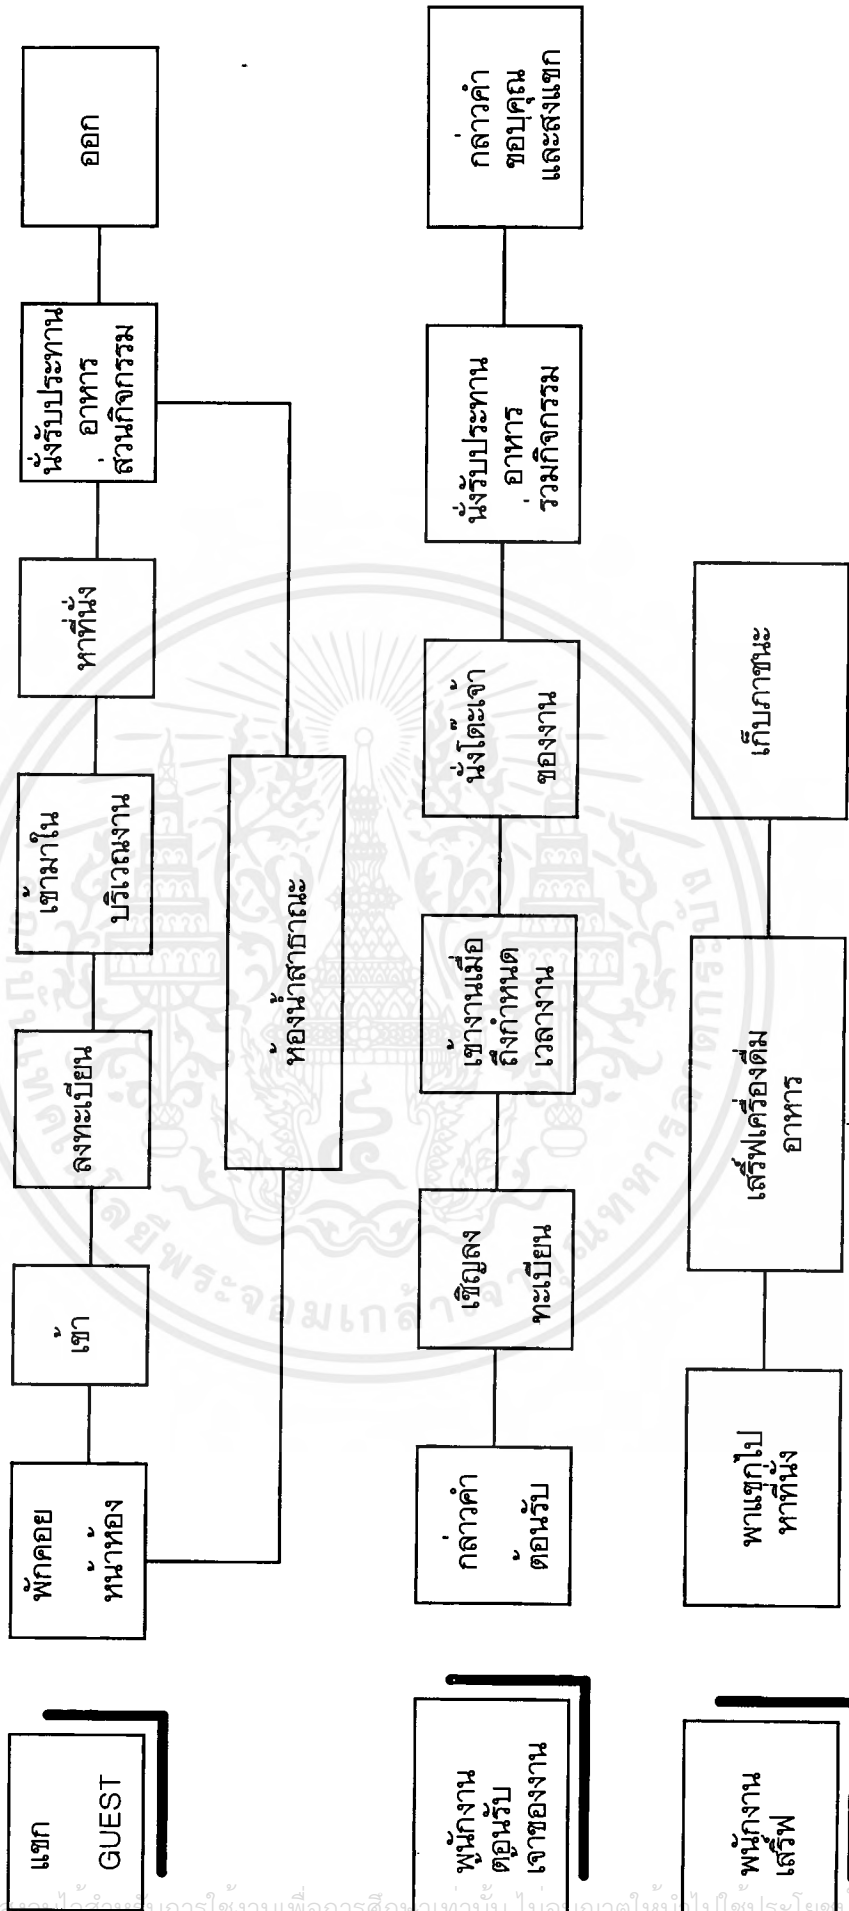 แขก
GUEST
พักคอย
หน้าห้อง
เข้า
ลงทะเบียน
เข้ามาใน
บริเวณงาน
หาที่นั่ง
นั่งรับประทาน
อาหาร
ส่วนกิจกรรม
ออก
ห้องน้ำสาธาณะ
พนักงาน
ต้อนรับ
เจ้าของงาน
กล่าวคำ
ต้อนรับ
เชิญลง
ทะเบียน
เข้างานเมื่อ
ถึงกำหนด
เวลางาน
นั่งโต๊ะเจ้า
ของงาน
นั่งรับประทาน
อาหาร
ร่วมกิจกรรม
กล่าวคำ
ขอบคุณ
และส่งแขก
พนักงาน
เสริ์ฟ
พาแขกไป
หาที่นั่ง
เสริ์ฟเครื่องดื่ม
อาหาร
เก็บภาชนะ